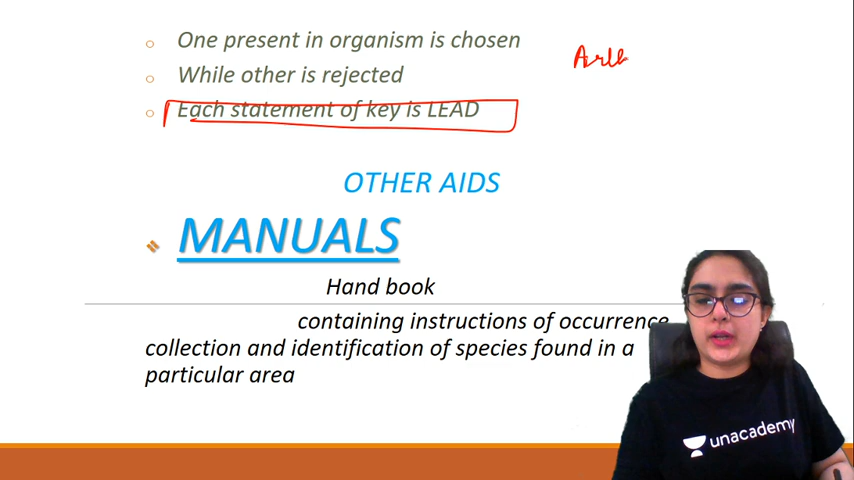 One present in organism is chosen
While other is rejected
Each statement of key is LEAD
OTHER AIDS
MANUALS
Hand book
containing instructions of occurrence
collection and identification of species found in a
particular area
unacademy